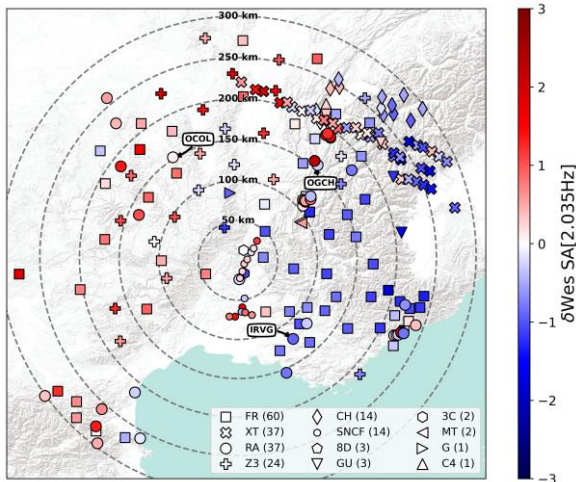 300 km
250 km
200 km
150 km
100 km
50 km
OCOL
OGCH
IRVG
FR (60)
XT (37)
RA (37)
Z3 (24)
CH (14)
SNCF (14)
8D (3)
GU (3)
3C (2)
MT (2)
G (1)
C4 (1)
3
2
1
0
−1
−2
−3
δWes SA[2.035Hz]